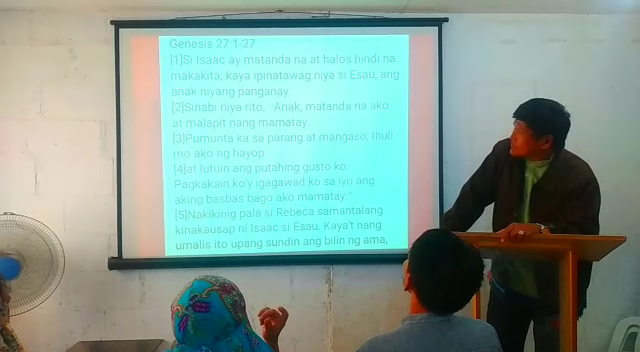 Genesis 27:1-27
[1]Si Isaac ay matanda na at halos hindi na
makakita, kaya ipinatawag niya si Esau, ang
anak niyang panganay.
[2]Sinabi niya rito, "Anak, matanda na ako
at malapit nang mamatay.
[3]Pumunta ka sa parang at mangaso; ihuli
mo ako ng hayop
[4]at lutuin ang putahing gusto ko.
Pagkakain ko'y igagawad ko sa iyo ang
aking basbas bago ako mamatay."
[5]Nakikinig pala si Rebeca samantalang
kinakausap ni Isaac si Esau. Kaya't nang
umalis ito upang sundin ang bilin ng ama,